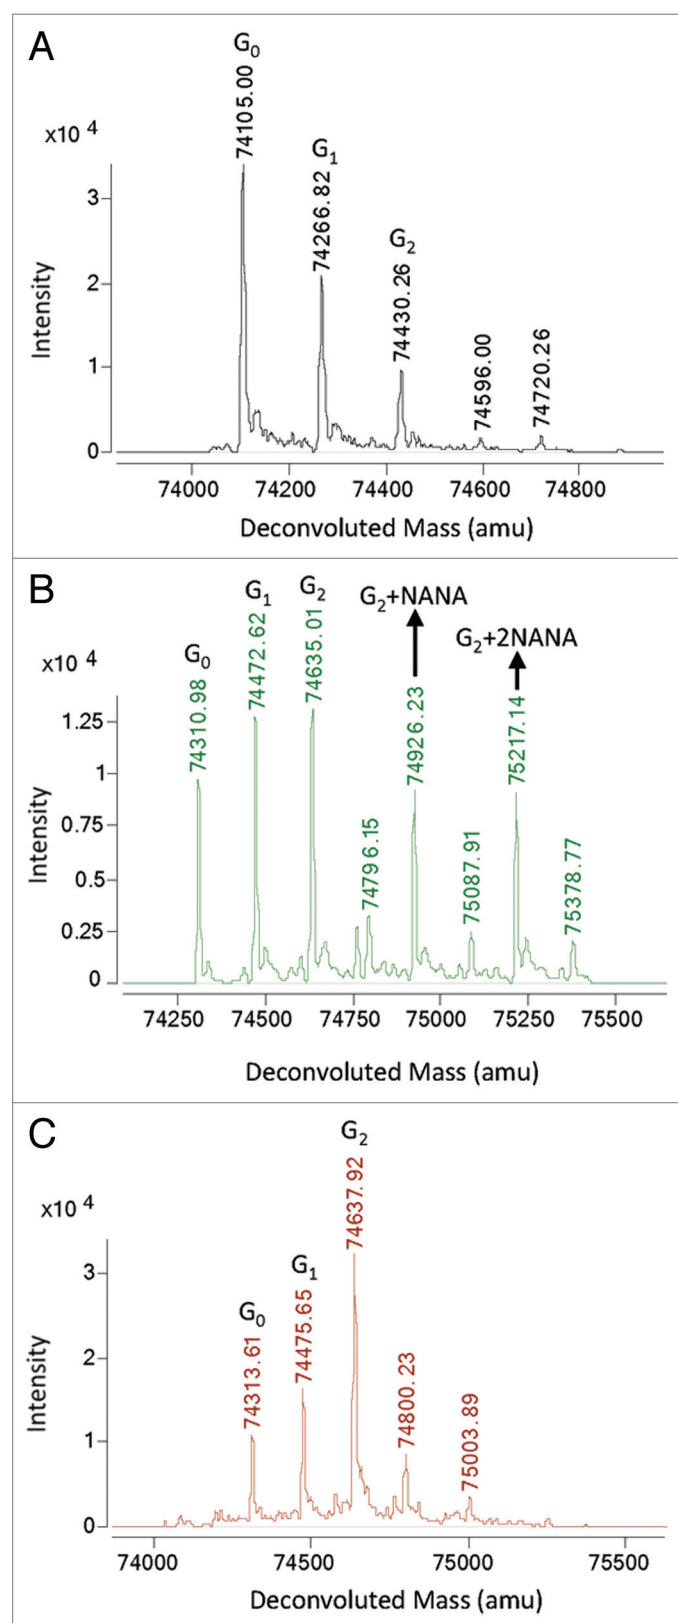 A
G₀
74105.00
x10 4
G₁
74266.82
G₂
74430.26
74596.00
74720.26
3
2
1
0
Intensity
74000 74200 74400 74600 74800
Deconvoluted Mass (amu)
B
G₀
74310.98
x10 4
G₁
74472.62
G₂
74635.01
7479 6.15
G₂+NANA
74926.23
75087.91
G₂+2NANA
75217.14
75378.77
1.25
1
0.75
0.5
0.25
0
Intensity
74250 74500 74750 75000 75250 75500
Deconvoluted Mass (amu)
C
G₀
74313.61
x10 4
G₁
74475.65
G₂
74637.92
74800.23
75003.89
3
2
1
0
Intensity
74000 74500 75000 75500
Deconvoluted Mass (amu)